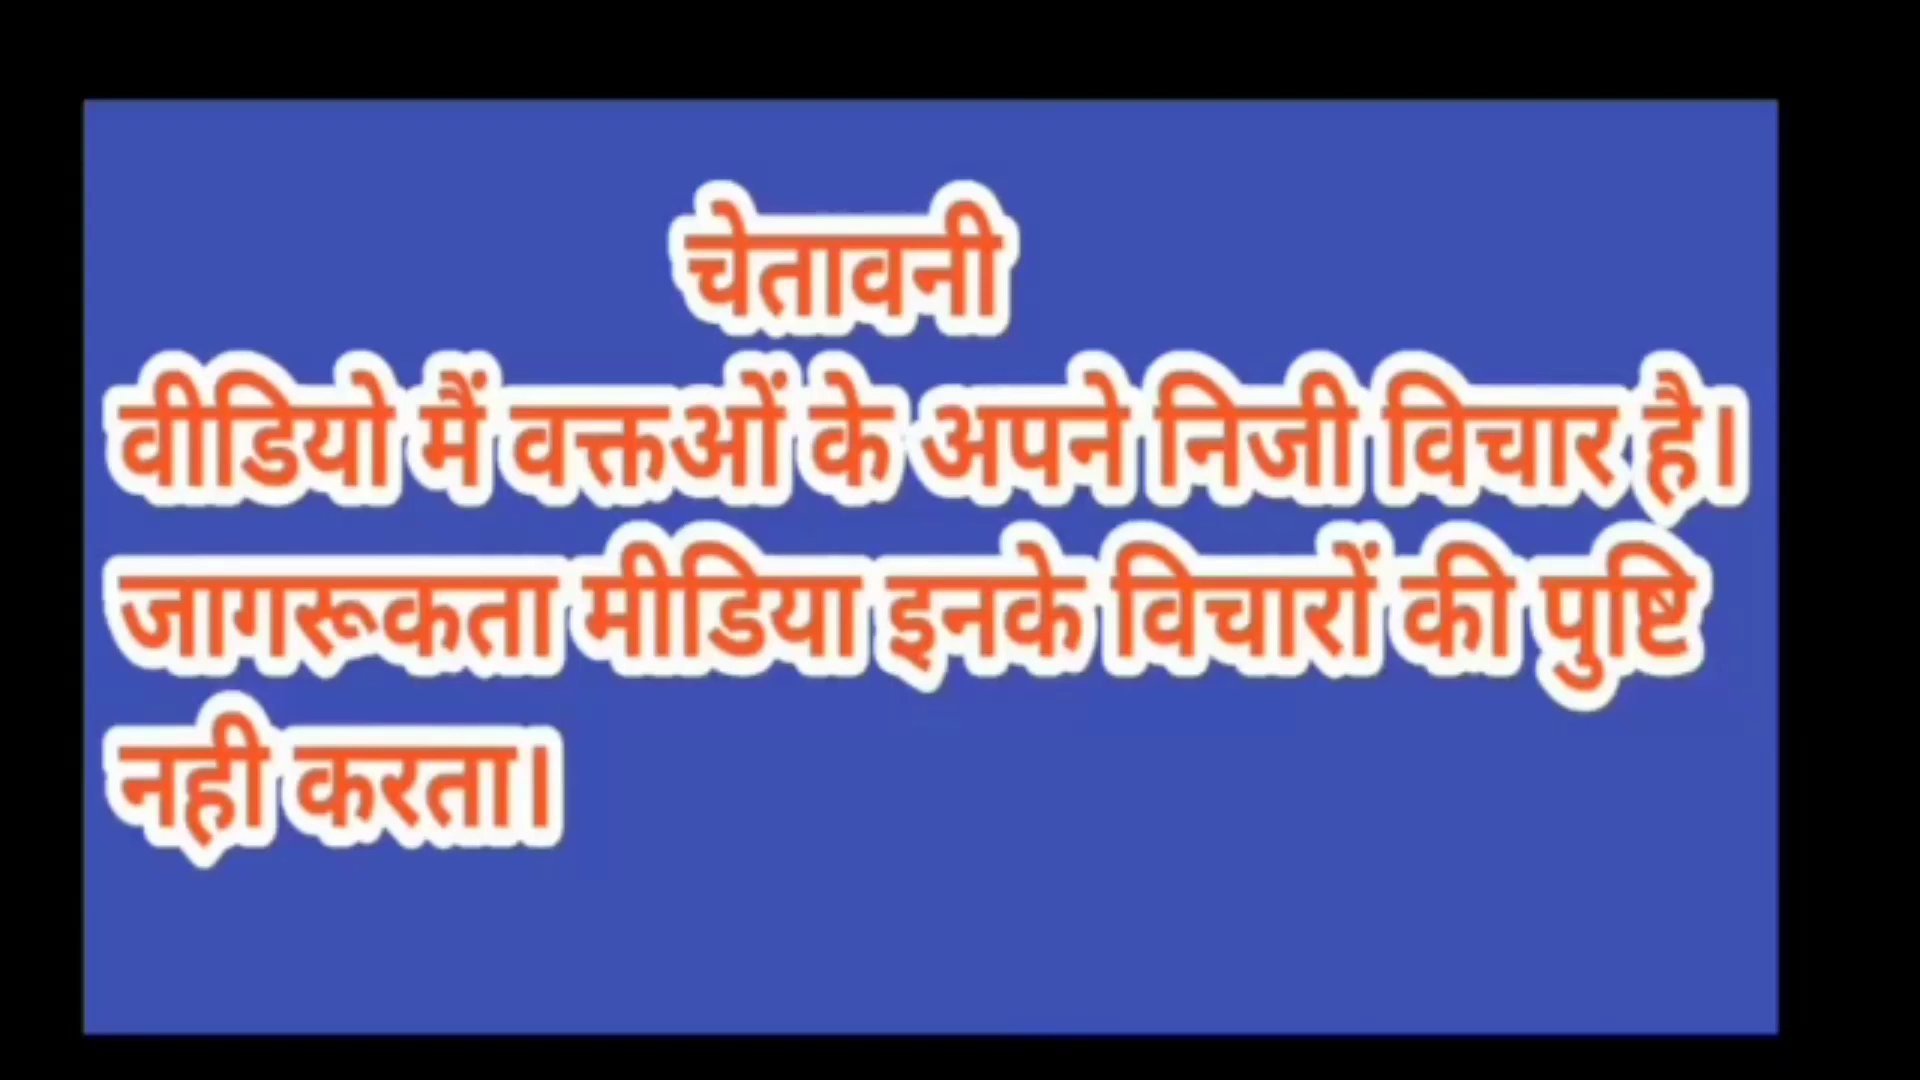 चेतावनी
वीडियो मैं वक्तओं के अपने निजी विचार है।
जागरूकता मीडिया इनके विचारों की पुष्टि
नही करता।